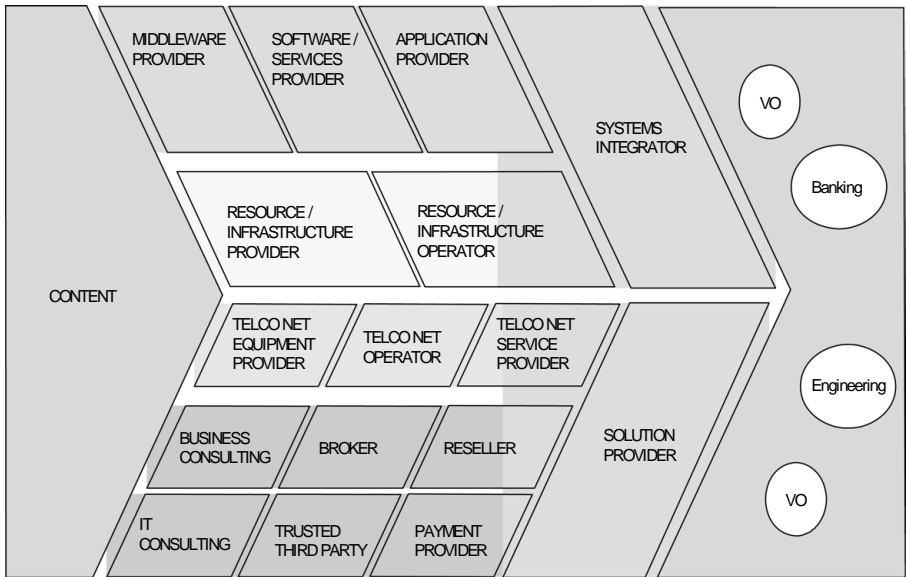 MIDDLEWARE
PROVIDER
SOFTWARE /
SERVICES
PROVIDER
APPLICATION
PROVIDER
SYSTEMS
INTEGRATOR
VO
Banking
RESOURCE /
INFRASTRUCTURE
PROVIDER
RESOURCE /
INFRASTRUCTURE
OPERATOR
CONTENT
TELCO NET
EQUIPMENT
PROVIDER
TELCO NET
OPERATOR
TELCO NET
SERVICE
PROVIDER
Engineering
BUSINESS
CONSULTING
BROKER
RESELLER
SOLUTION
PROVIDER
VO
IT
CONSULTING
TRUSTED
THIRD PARTY
PAYMENT
PROVIDER